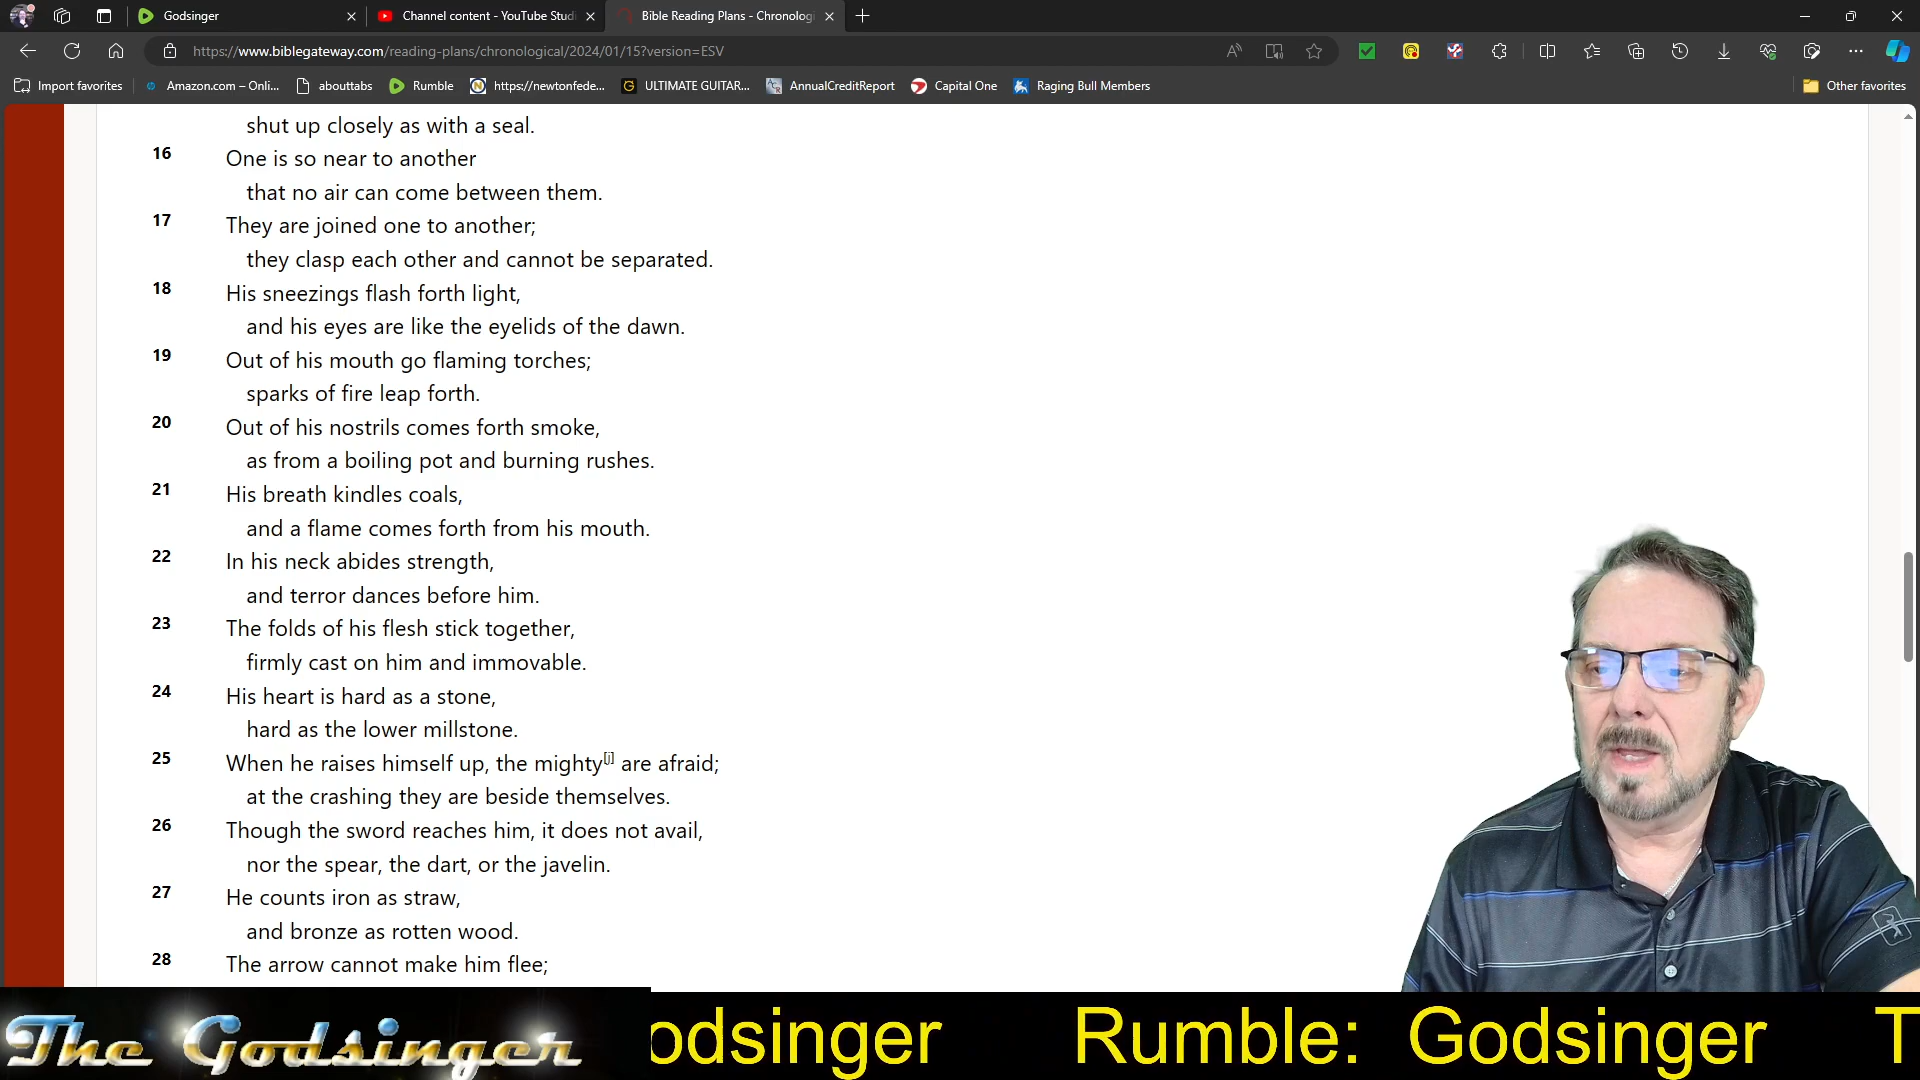 Godsinger
Channel content - YouTube Studi
Bible Reading Plans - Chronolog
https://www.biblegateway.com/reading-plans/chronological/2024/01/15?version=ESV
Import favorites
Amazon.com – Onli...
abouttabs
Rumble
https://newtonfede...
ULTIMATE GUITAR...
AnnualCreditReport
Capital One
Raging Bull Members
Other favorites
shut up closely as with a seal.
16 One is so near to another
that no air can come between them.
17 They are joined one to another;
they clasp each other and cannot be separated.
18 His sneezings flash forth light,
and his eyes are like the eyelids of the dawn.
19 Out of his mouth go flaming torches;
sparks of fire leap forth.
20 Out of his nostrils comes forth smoke,
as from a boiling pot and burning rushes.
21 His breath kindles coals,
and a flame comes forth from his mouth.
22 In his neck abides strength,
and terror dances before him.
23 The folds of his flesh stick together,
firmly cast on him and immovable.
24 His heart is hard as a stone,
hard as the lower millstone.
25 When he raises himself up, the mighty[j] are afraid;
at the crashing they are beside themselves.
26 Though the sword reaches him, it does not avail,
nor the spear, the dart, or the javelin.
27 He counts iron as straw,
and bronze as rotten wood.
28 The arrow cannot make him flee;
The Godsinger
odsinger Rumble: Godsinger T